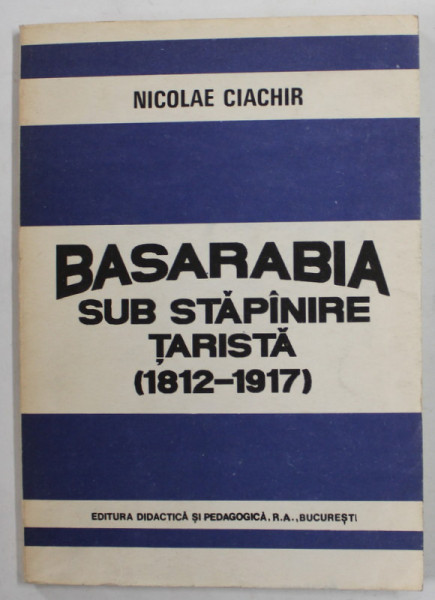 NICOLAE CIACHIR
BASARABIA
SUB STĂPÎNIRE
ȚARISTĂ
(1812–1917)
EDITURA DIDACTICĂ ȘI PEDAGOGICĂ, R.A., BUCUREȘTI